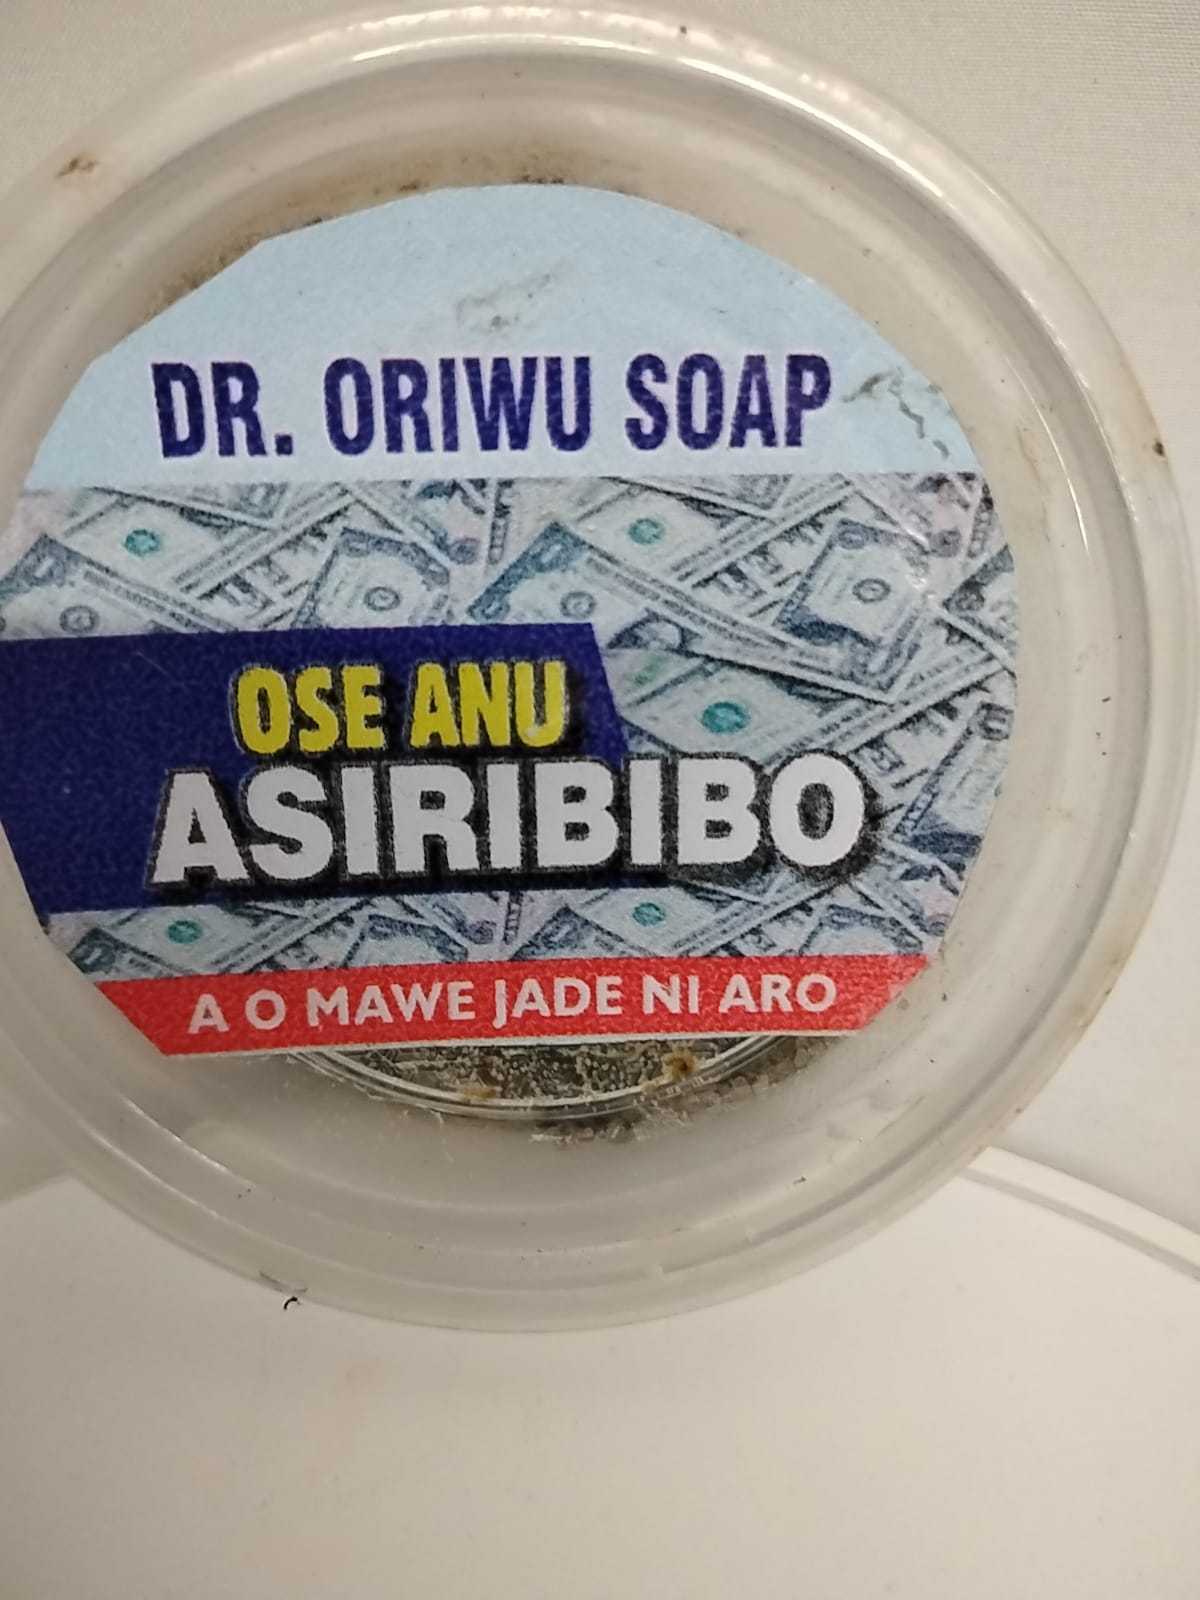 DR. ORIWU SOAP
OSE ANU
ASIRIBIBO
A O MAWE JADE NI ARO